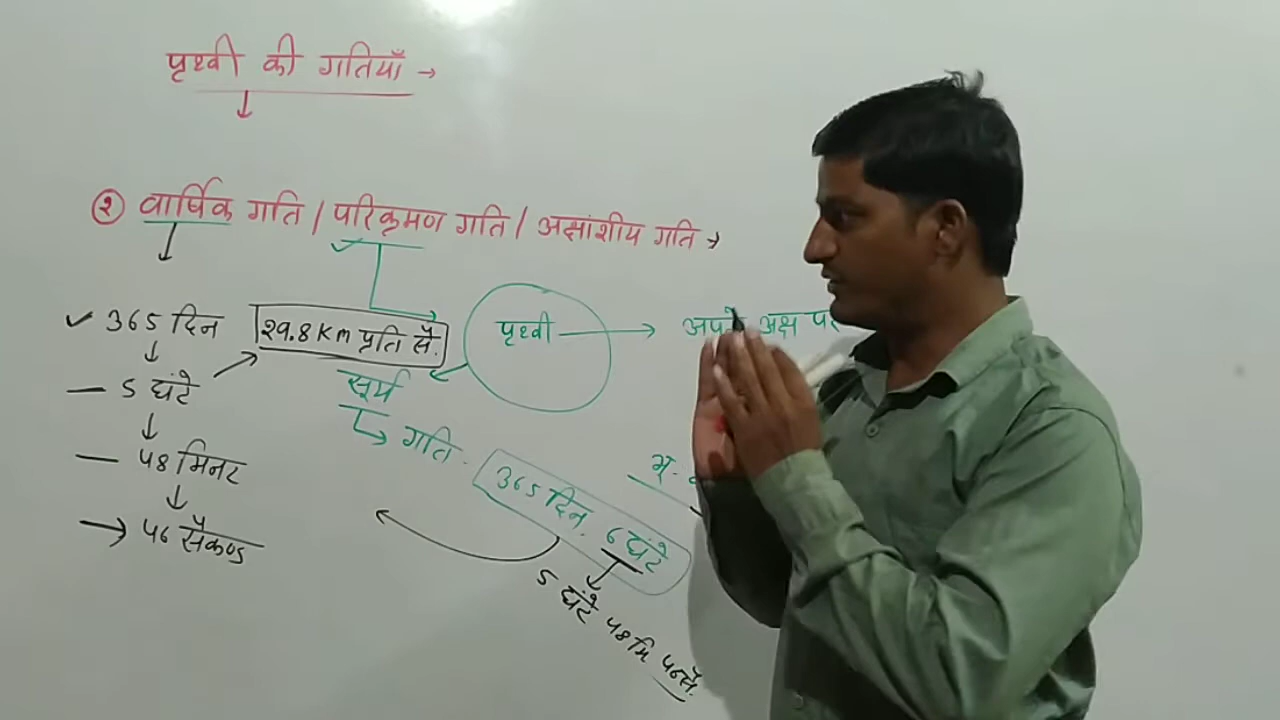 पृथ्वी की गतियाँ →
② वार्षिक गति / परिक्रमण गति / अक्षांशीय गति →
✓ 365 दिन
29.8 Km प्रति सै.
पृथ्वी → अपने अक्ष पर
— 5 घंटे
सूर्य
गति.
— 48 मिनट
→ 46 सैकण्ड
365 दिन. 6 घंटे
भू.
5 घंटे 48 मि